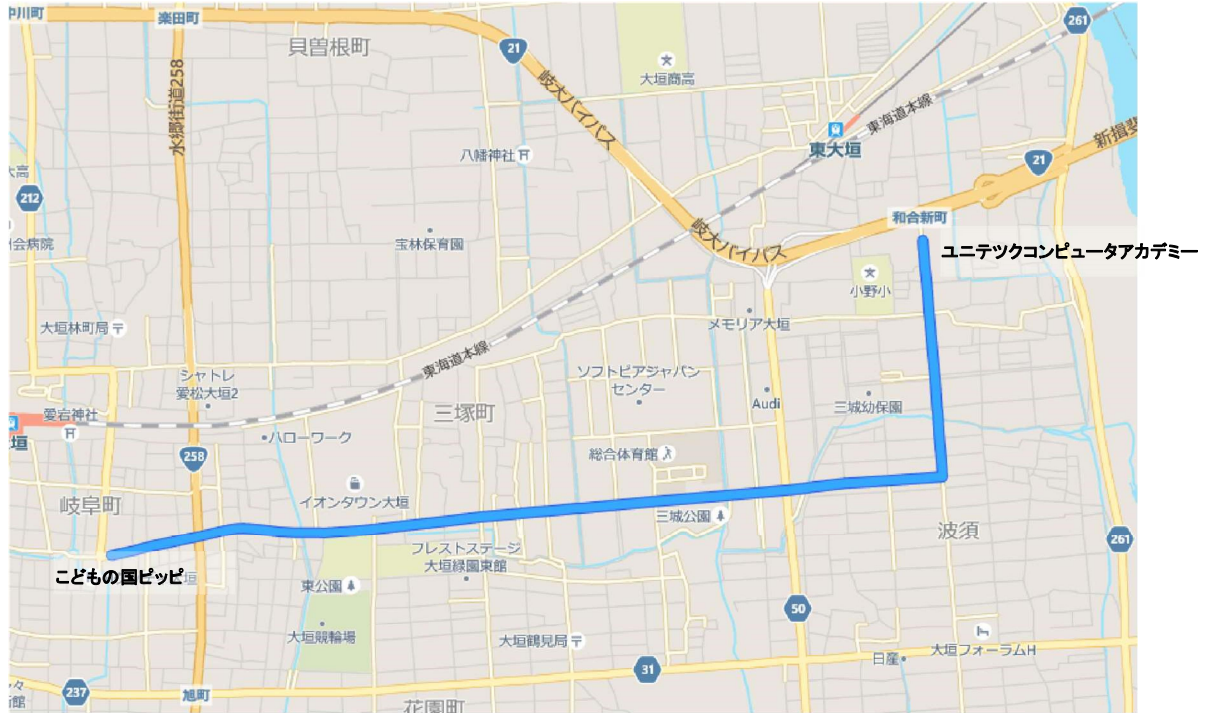 中川町
楽田町
貝曽根町
21
261
大垣商高
岐大バイパス
水郷街道258
東海道本線
東大垣
新揖斐
21
八幡神社
大高
212
和合新町
会病院
宝林保育園
岐大バイパス
ユニテツクコンピュータアカデミー
小野小
大垣林町局
メモリア大垣
東海道本線
シャトレ
愛松大垣2
ソフトピアジャパン
センター
Audi
三城幼保園
愛宕神社
垣
三塚町
ハローワーク
258
総合体育館
イオンタウン大垣
岐阜町
三城公園
波須
261
フレストステージ
大垣緑園東館
こどもの国ピッピ
垣
東公園
50
大垣競輪場
大垣鶴見局
大垣フォーラムH
日産
31
237
旭町
花園町